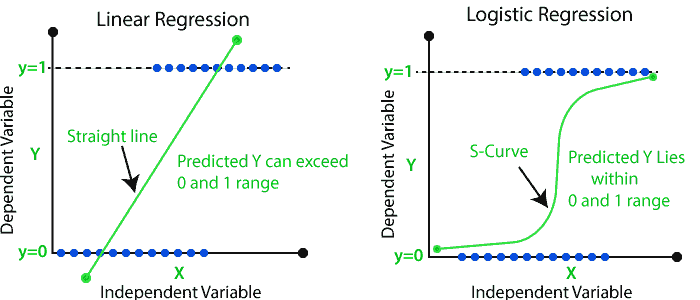 Linear Regression
y=1
Dependent Variable
Y
Straight line
Predicted Y can exceed
0 and 1 range
y=0
X
Independent Variable
Logistic Regression
y=1
Dependent Variable
Y
S-Curve
Predicted Y Lies
within
0 and 1 range
y=0
X
Independent Variable